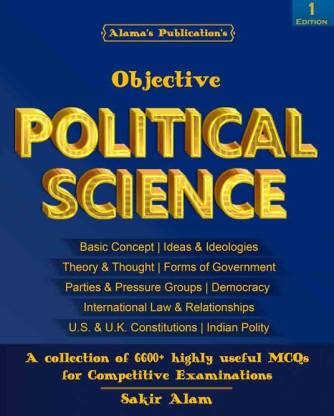 Alama's Publication's
1
EDITION
Objective
POLITICAL
SCIENCE
Basic Concept | Ideas & Ideologies
Theory & Thought | Forms of Government
Parties & Pressure Groups | Democracy
International Law & Relationships
U.S. & U.K. Constitutions | Indian Polity
A collection of 6600+ highly useful MCQs
for Competitive Examinations
Sakir Alam